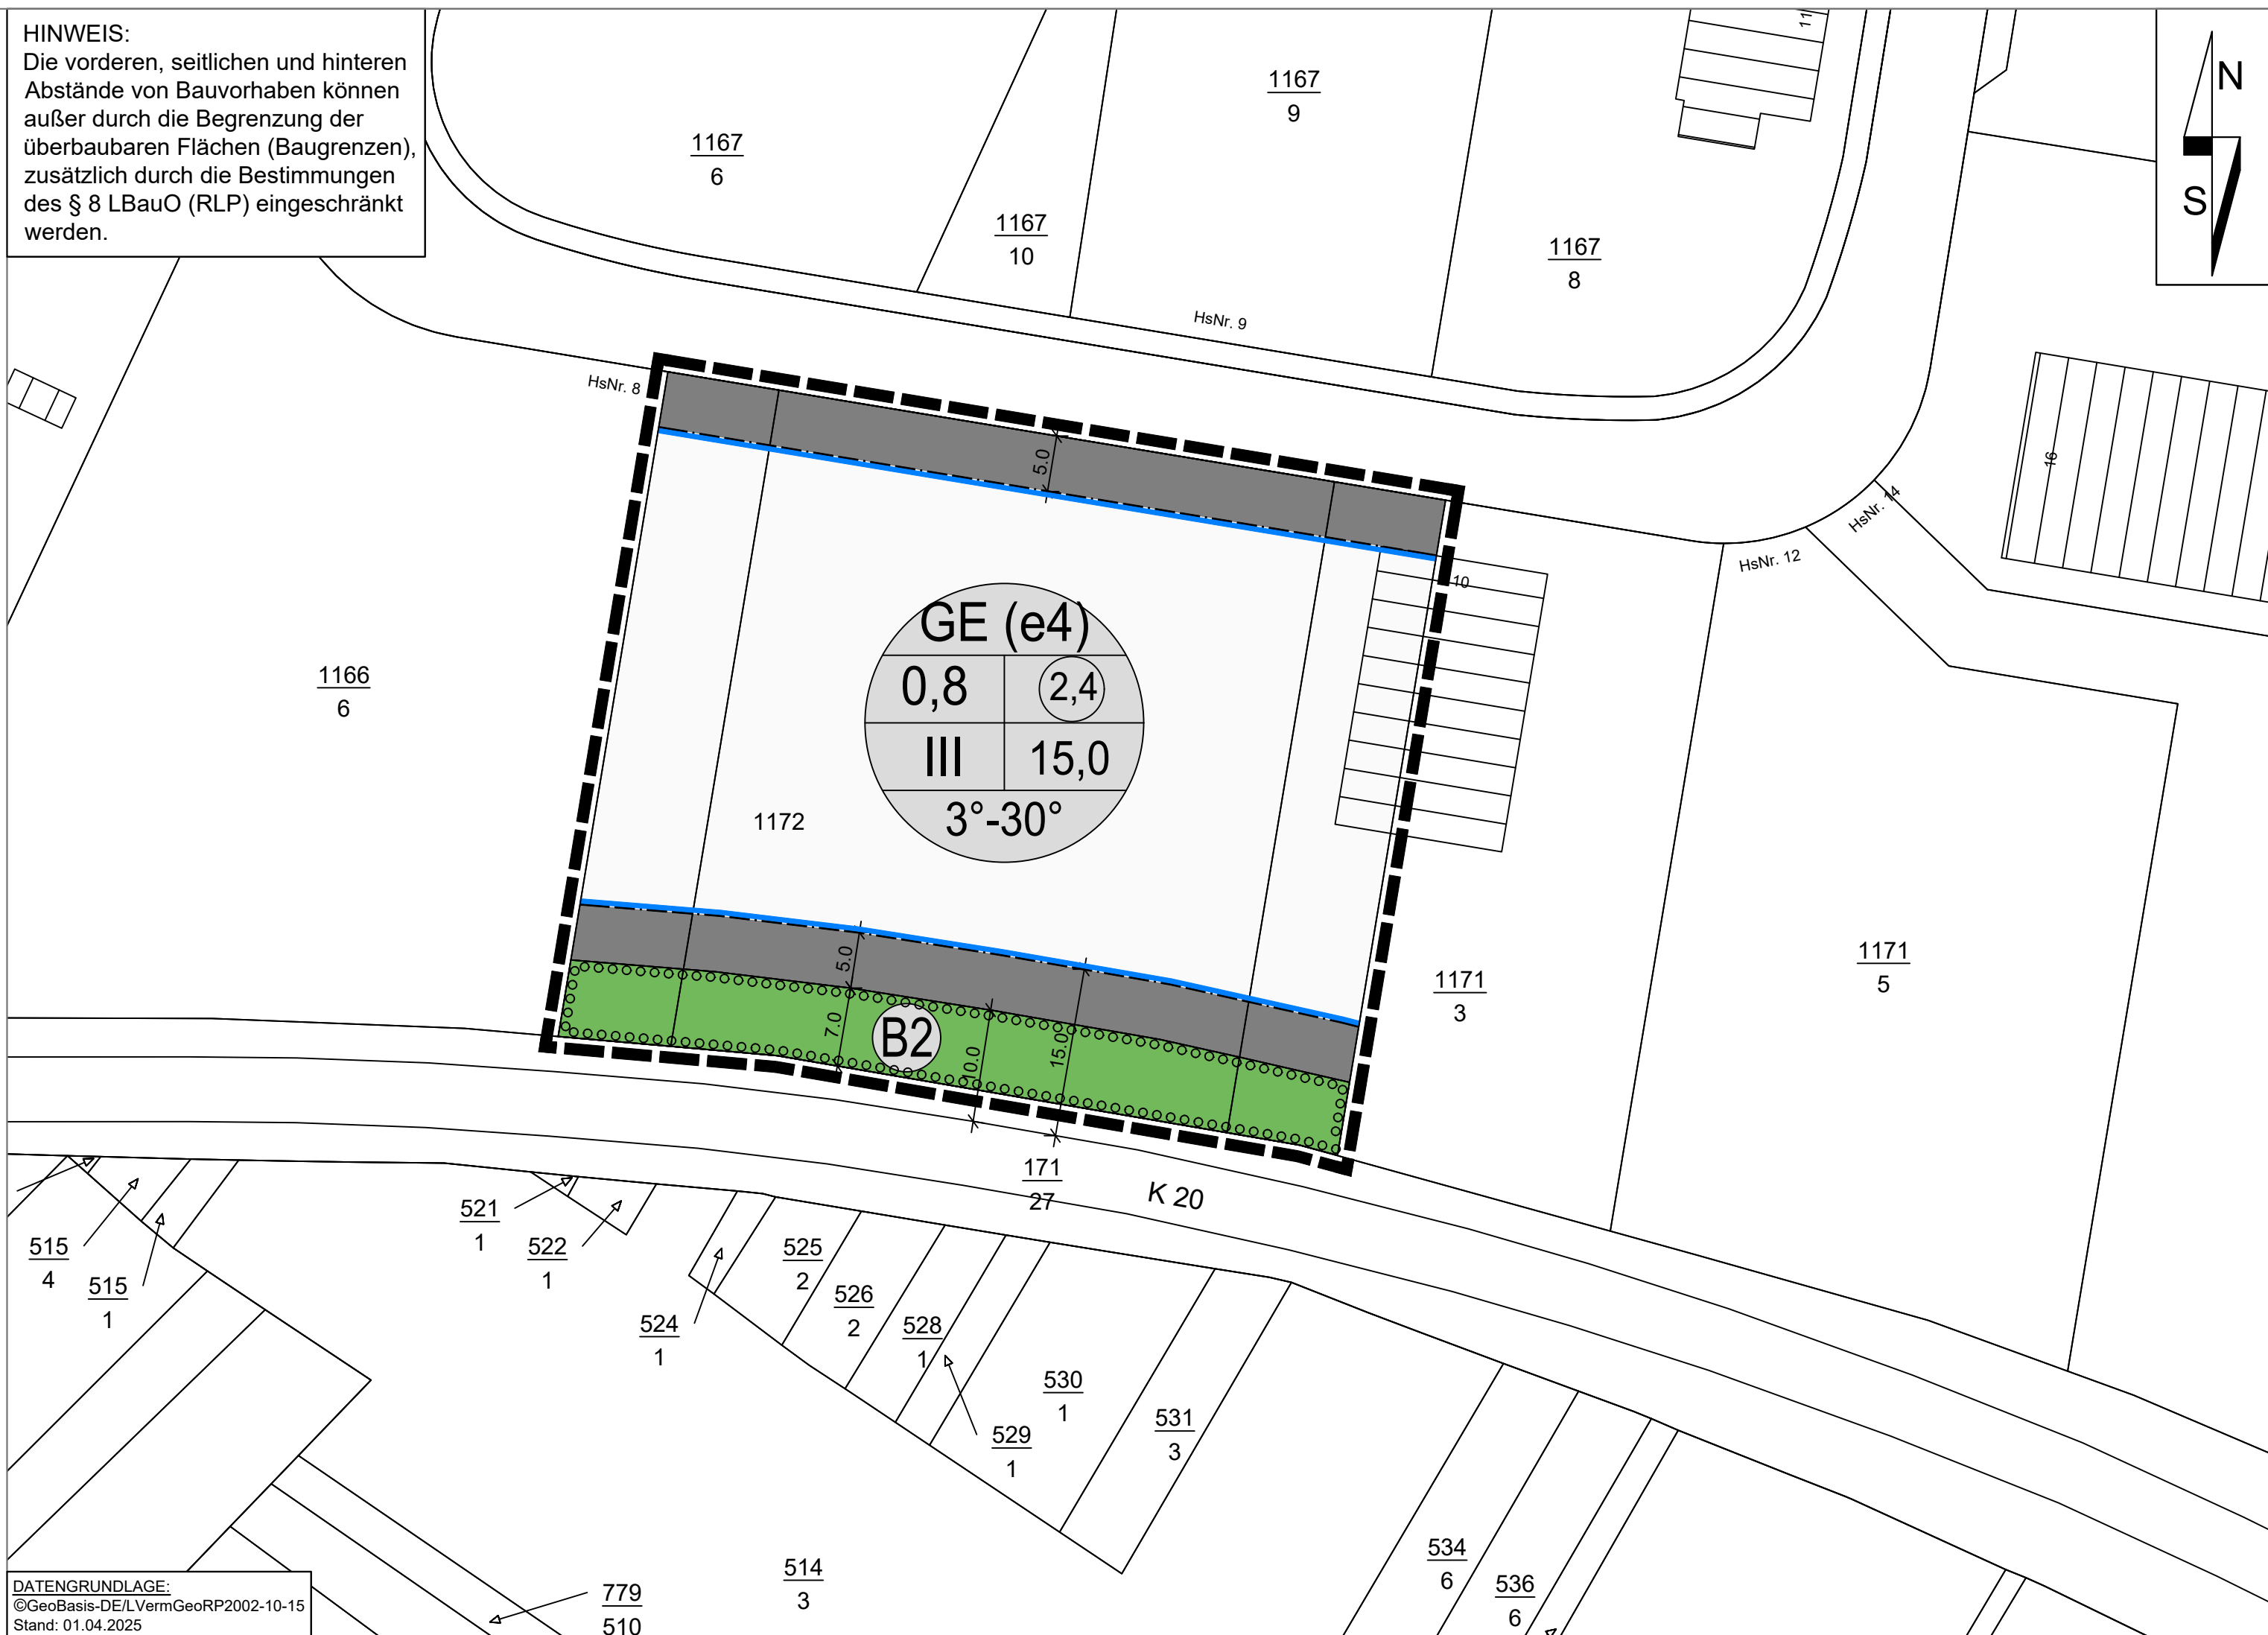 HINWEIS:
Die vorderen, seitlichen und hinteren
Abstände von Bauvorhaben können
außer durch die Begrenzung der
überbaubaren Flächen (Baugrenzen),
zusätzlich durch die Bestimmungen
des § 8 LBauO (RLP) eingeschränkt
werden.
N
S
11
1167
9
1167
6
1167
10
1167
8
HsNr. 9
HsNr. 8
5.0
16
HsNr. 14
HsNr. 12
10
GE (e4)
0,8
2,4
III
15,0
3°-30°
1166
6
1172
5.0
7.0
B2
10.0
15.0
1171
3
1171
5
171
27
K 20
521
1
522
1
515
4
515
1
525
2
526
2
524
1
528
1
530
1
529
1
531
3
534
6
536
6
514
3
779
510
DATENGRUNDLAGE:
©GeoBasis-DE/LVermGeoRP2002-10-15
Stand: 01.04.2025